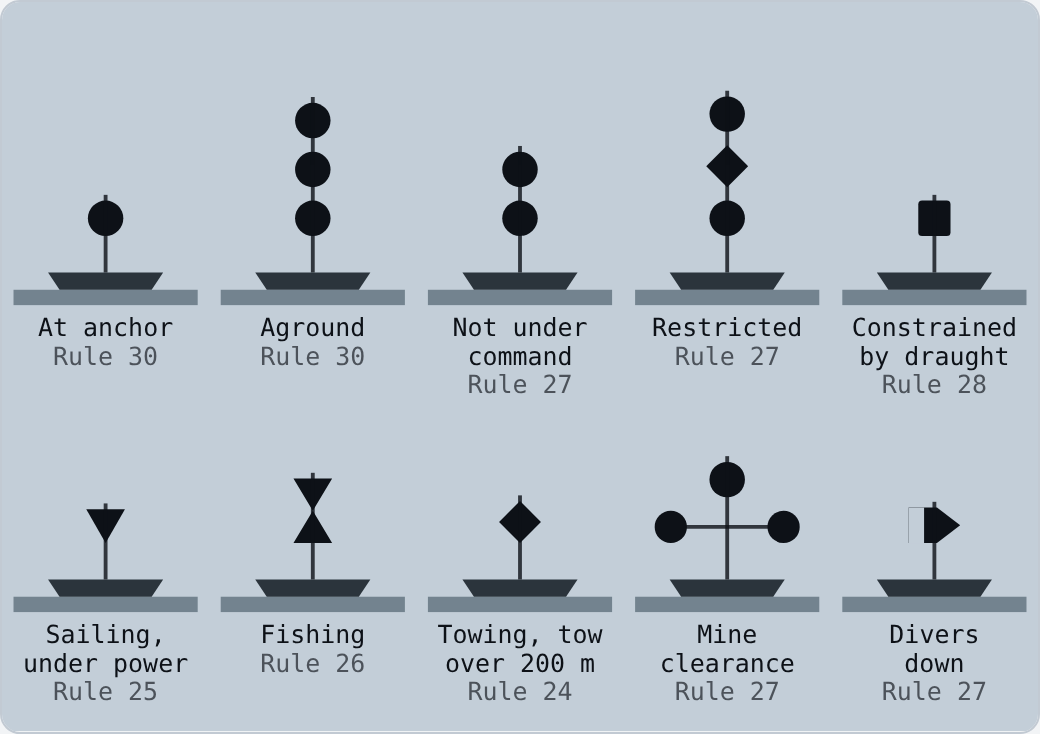 At anchor
Rule 30
Aground
Rule 30
Not under
command
Rule 27
Restricted
Rule 27
Constrained
by draught
Rule 28
Sailing,
under power
Rule 25
Fishing
Rule 26
Towing, tow
over 200 m
Rule 24
Mine
clearance
Rule 27
Divers
down
Rule 27